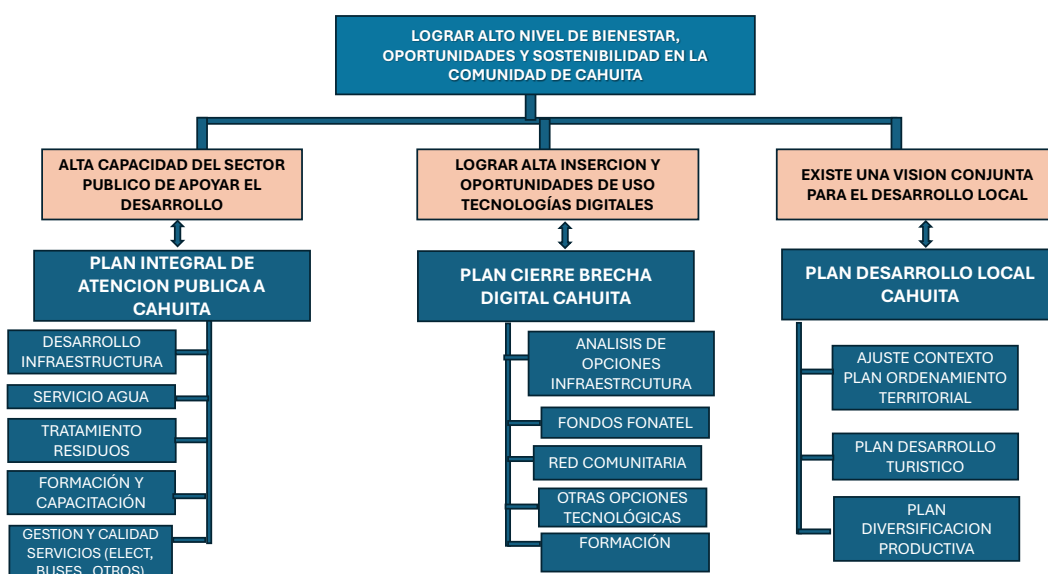 LOGRAR ALTO NIVEL DE BIENESTAR,
OPORTUNIDADES Y SOSTENIBILIDAD EN LA
COMUNIDAD DE CAHUITA
ALTA CAPACIDAD DEL SECTOR
PUBLICO DE APOYAR EL
DESARROLLO
LOGRAR ALTA INSERCION Y
OPORTUNIDADES DE USO
TECNOLOGÍAS DIGITALES
EXISTE UNA VISION CONJUNTA
PARA EL DESARROLLO LOCAL
PLAN INTEGRAL DE
ATENCION PUBLICA A
CAHUITA
DESARROLLO
INFRAESTRUCTURA
SERVICIO AGUA
TRATAMIENTO
RESIDUOS
FORMACIÓN Y
CAPACITACIÓN
GESTION Y CALIDAD
SERVICIOS (ELECT,
BUSES, OTROS)
PLAN CIERRE BRECHA
DIGITAL CAHUITA
ANALISIS DE
OPCIONES
INFRAESTRCUTURA
FONDOS FONATEL
RED COMUNITARIA
OTRAS OPCIONES
TECNOLÓGICAS
FORMACIÓN
PLAN DESARROLLO LOCAL
CAHUITA
AJUSTE CONTEXTO
PLAN ORDENAMIENTO
TERRITORIAL
PLAN DESARROLLO
TURISTICO
PLAN
DIVERSIFICACION
PRODUCTIVA